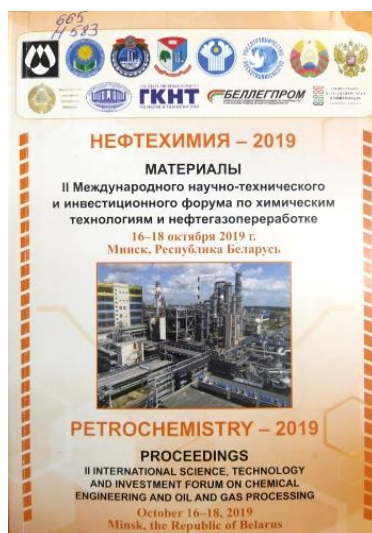 665
Н 583
ГКНТ
БЕЛЛЕГПРОМ
НЕФТЕХИМИЯ – 2019
МАТЕРИАЛЫ
II Международного научно-технического
и инвестиционного форума по химическим
технологиям и нефтегазопереработке
16–18 октября 2019 г.
Минск, Республика Беларусь
PETROCHEMISTRY – 2019
PROCEEDINGS
II INTERNATIONAL SCIENCE, TECHNOLOGY
AND INVESTMENT FORUM ON CHEMICAL
ENGINEERING AND OIL AND GAS PROCESSING
October 16–18, 2019
Minsk, the Republic of Belarus